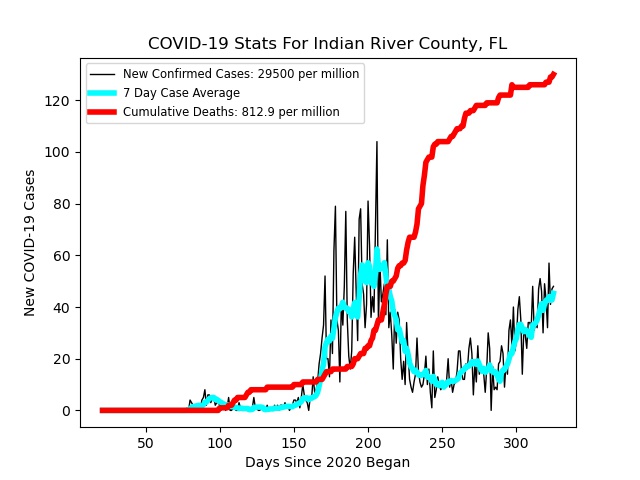 COVID-19 Stats For Indian River County, FL
New Confirmed Cases: 29500 per million
7 Day Case Average
Cumulative Deaths: 812.9 per million
New COVID-19 Cases
120
100
80
60
40
20
0
50 100 150 200 250 300
Days Since 2020 Began